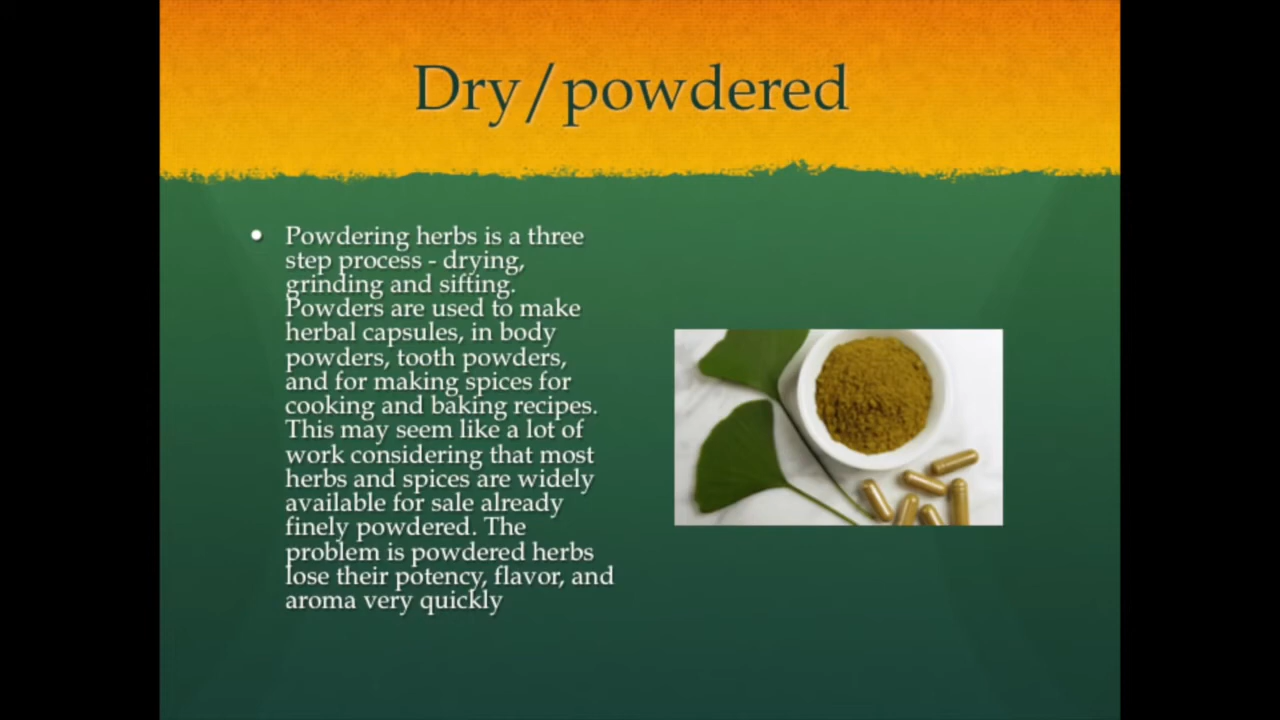 Dry/powdered
• Powdering herbs is a three
step process - drying,
grinding and sifting.
Powders are used to make
herbal capsules, in body
powders, tooth powders,
and for making spices for
cooking and baking recipes.
This may seem like a lot of
work considering that most
herbs and spices are widely
available for sale already
finely powdered. The
problem is powdered herbs
lose their potency, flavor, and
aroma very quickly